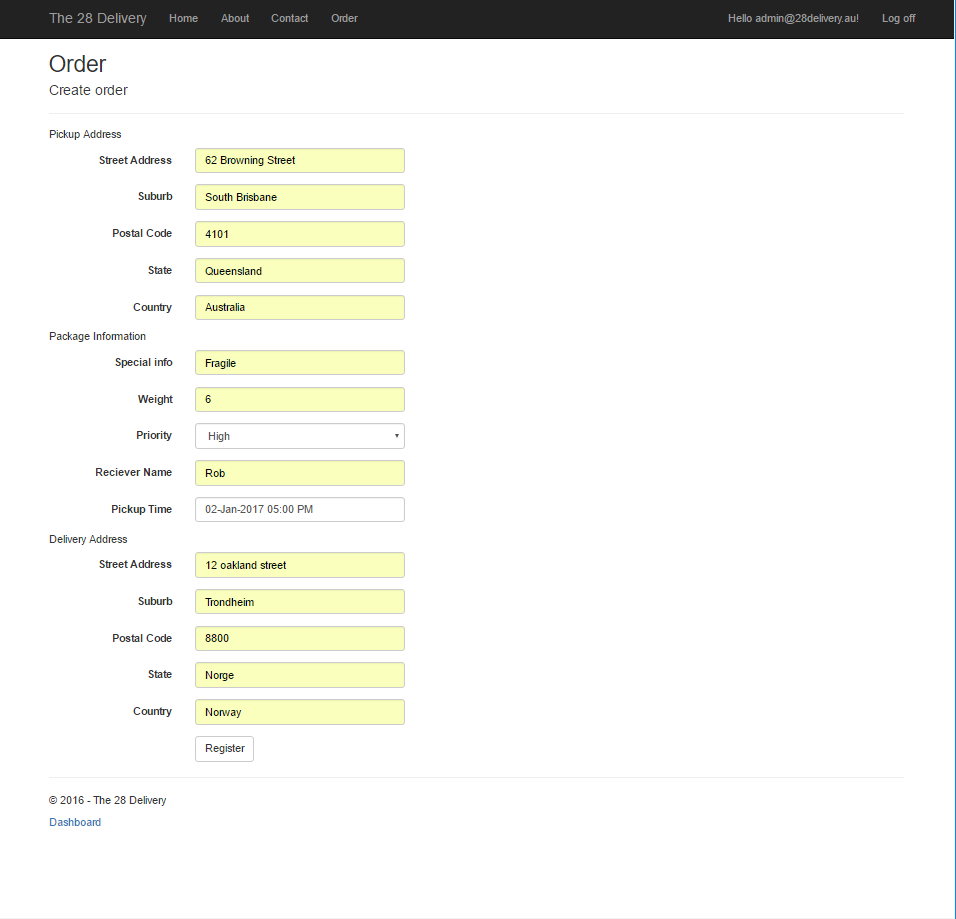 The 28 Delivery Home About Contact Order Hello admin@28delivery.au! Log off
Order
Create order
Pickup Address
Street Address 62 Browning Street
Suburb South Brisbane
Postal Code 4101
State Queensland
Country Australia
Package Information
Special info Fragile
Weight 6
Priority High
Reciever Name Rob
Pickup Time 02-Jan-2017 05:00 PM
Delivery Address
Street Address 12 oakland street
Suburb Trondheim
Postal Code 8800
State Norge
Country Norway
Register
© 2016 - The 28 Delivery
Dashboard